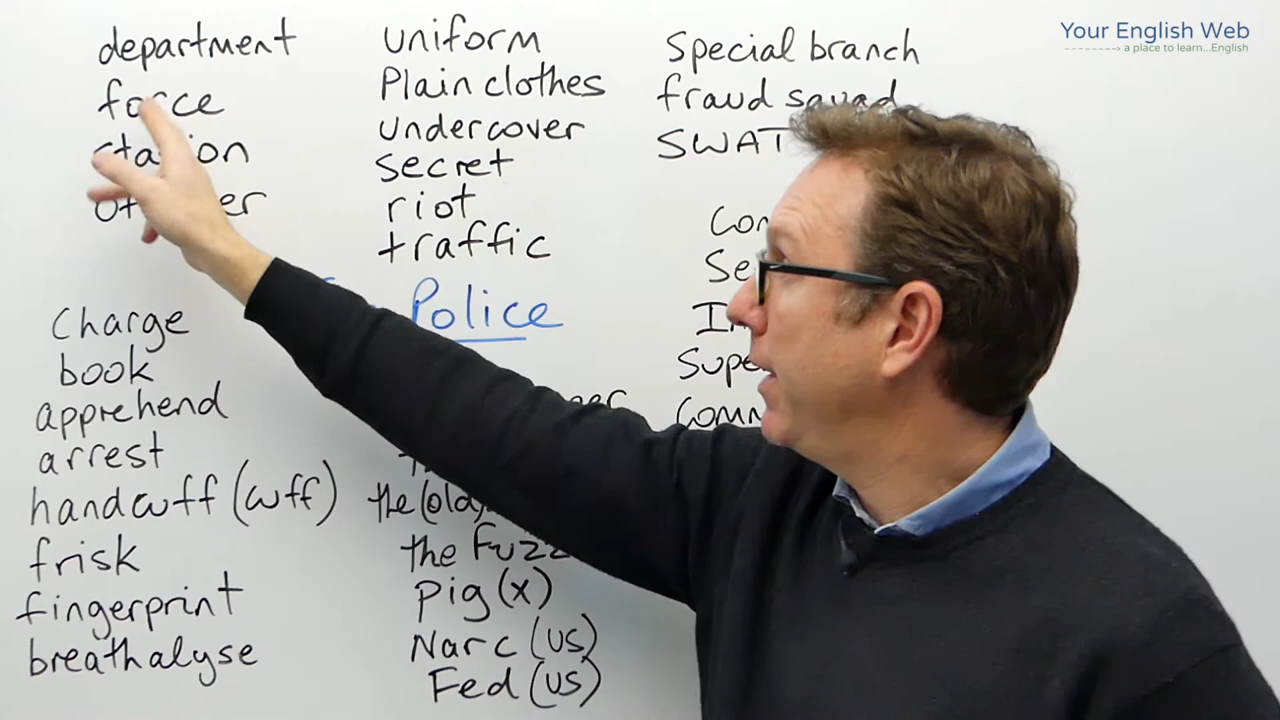 department
force
uniform
Plain clothes
undercover
secret
riot
traffic
Special branch
fraud squad
SWAT
Police
Charge
book
apprehend
arrest
handcuff (cuff)
frisk
fingerprint
breathalyse
the (old)
the Fuzz
Pig (x)
Narc (US)
Fed (US)
Your English Web
a place to learn...English